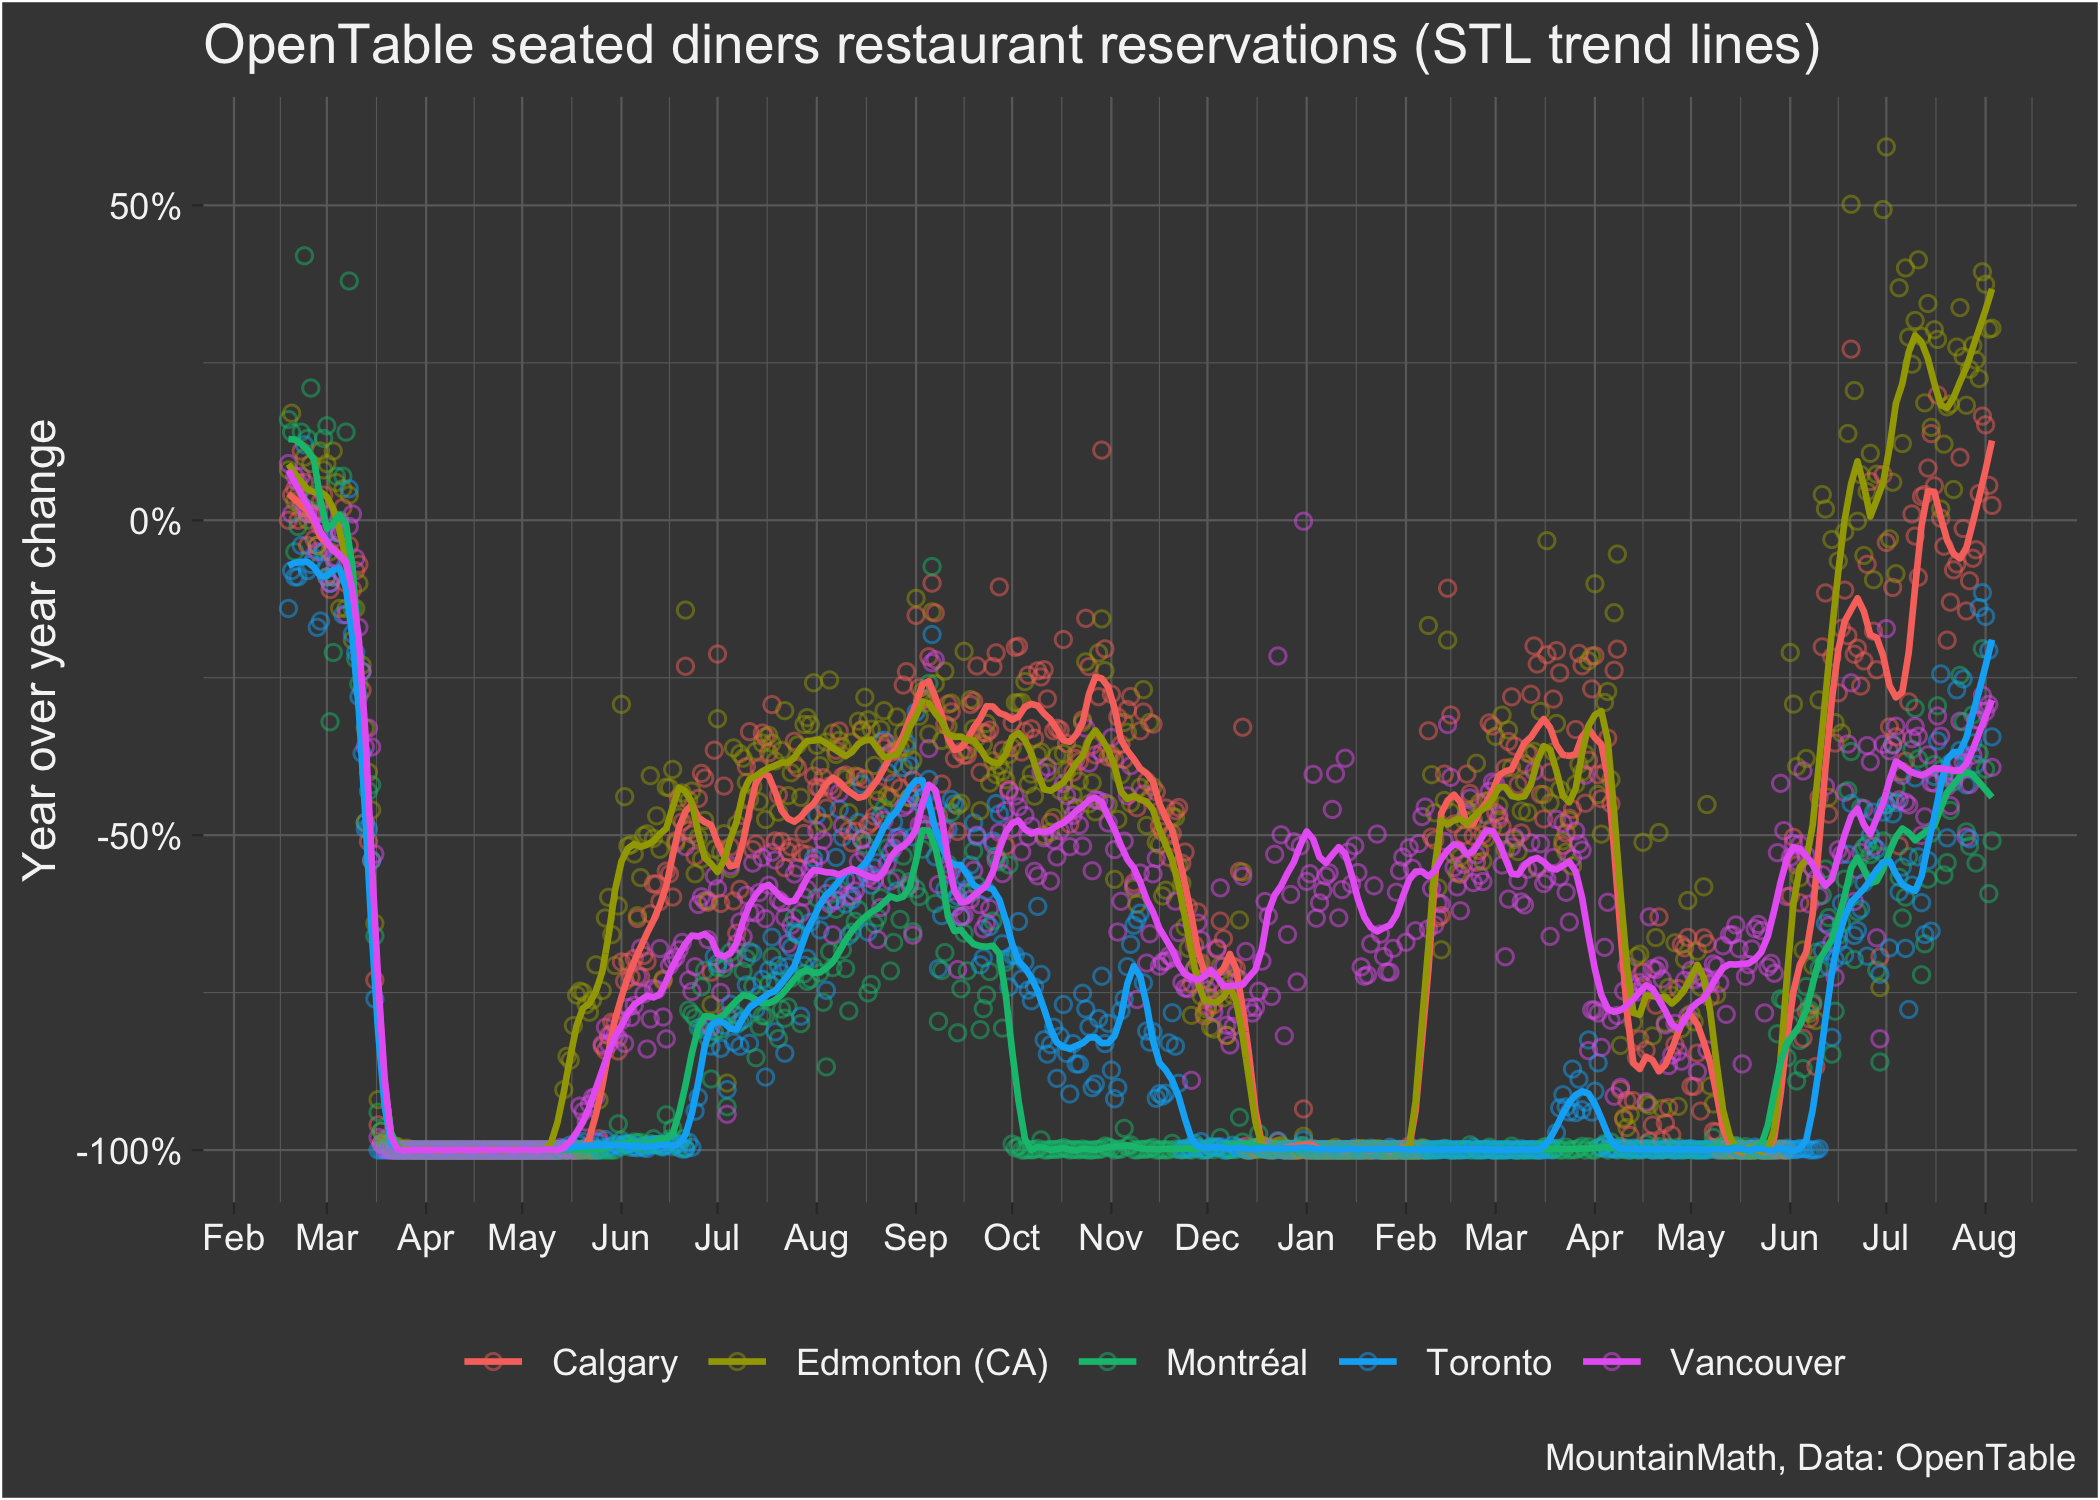 OpenTable seated diners restaurant reservations (STL trend lines)
Year over year change
50%
0%
-50%
-100%
Feb Mar Apr May Jun Jul Aug Sep Oct Nov Dec Jan Feb Mar Apr May Jun Jul Aug
Calgary Edmonton (CA) Montréal Toronto Vancouver
MountainMath, Data: OpenTable